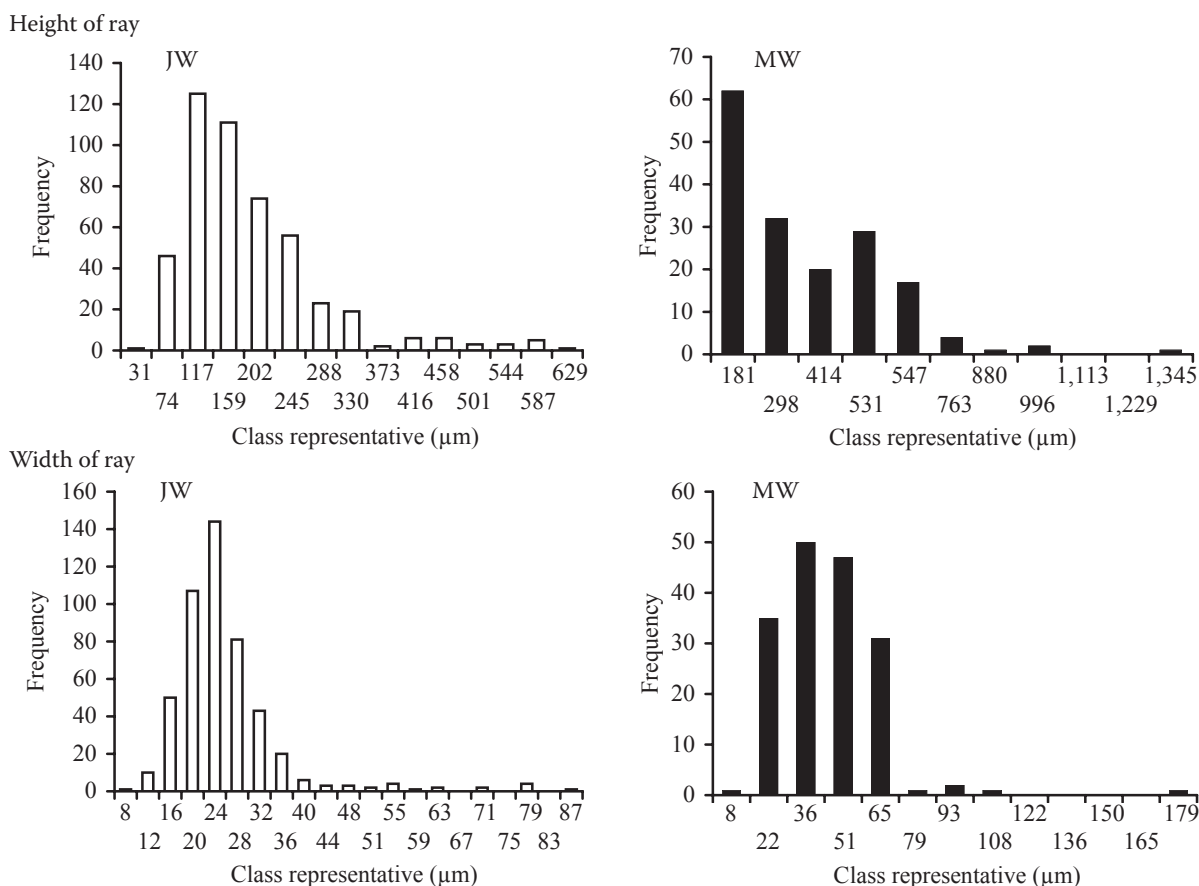 Height of ray
JW
140
120
100
80
60
40
20
0
Frequency
31 117 202 288 373 458 544 629
74 159 245 330 416 501 587
Class representative (µm)
MW
70
60
50
40
30
20
10
0
Frequency
181 414 547 880 1,113 1,345
298 531 763 996 1,229
Class representative (µm)
Width of ray
JW
160
140
120
100
80
60
40
20
0
Frequency
8 16 24 32 40 48 55 63 71 79 87
12 20 28 36 44 51 59 67 75 83
Class representative (µm)
MW
60
50
40
30
20
10
0
Frequency
8 36 65 93 122 150 179
22 51 79 108 136 165
Class representative (µm)